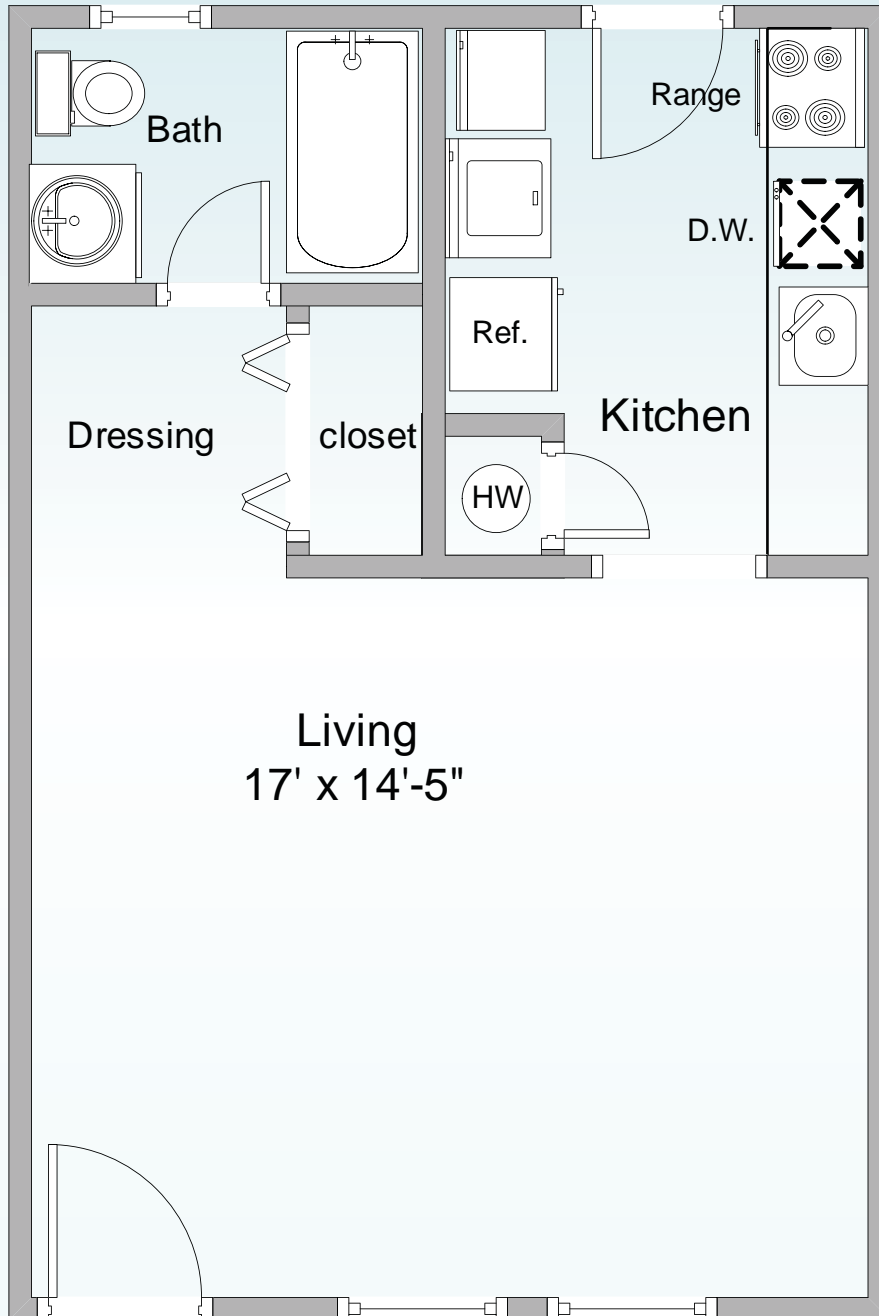 Bath
Range
D.W.
Ref.
Kitchen
Dressing
closet
HW
Living
17' x 14'-5"